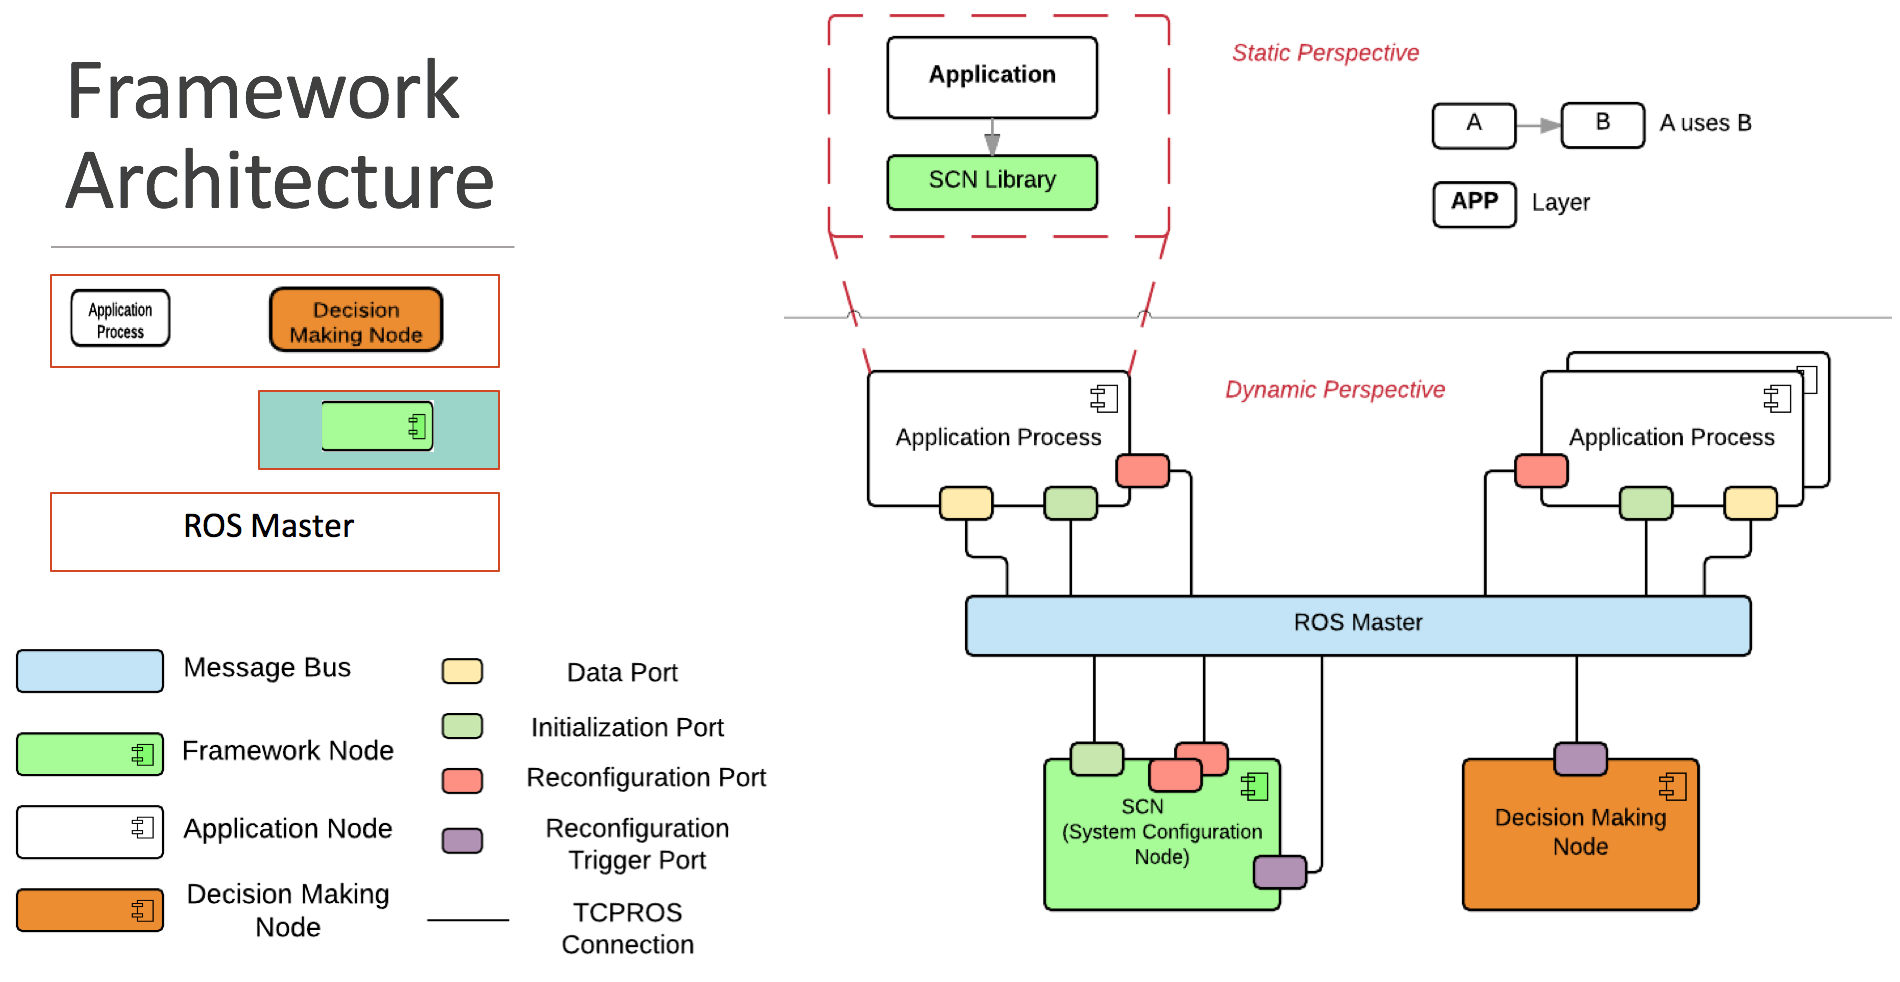 Framework
Architecture
Application
Process
Decision
Making Node
ROS Master
Message Bus
Framework Node
Application Node
Decision Making
Node
Data Port
Initialization Port
Reconfiguration Port
Reconfiguration
Trigger Port
TCPROS
Connection
Application
SCN Library
Static Perspective
A
B
A uses B
APP
Layer
Dynamic Perspective
Application Process
Application Process
ROS Master
SCN
(System Configuration
Node)
Decision Making
Node